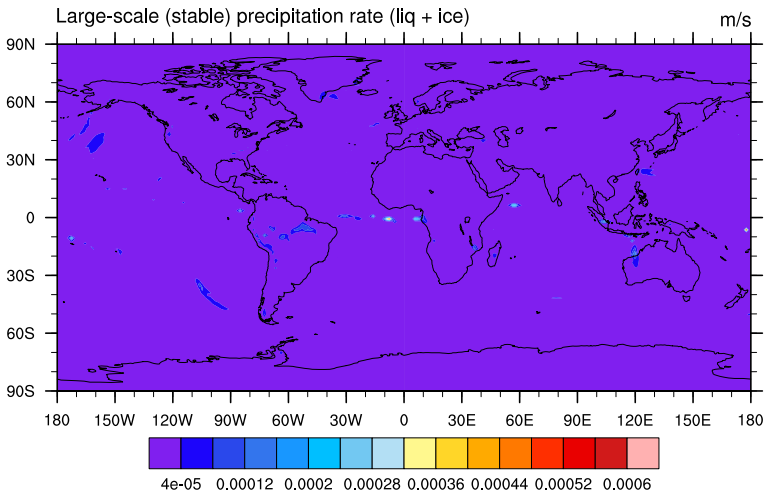 Large-scale (stable) precipitation rate (liq + ice) m/s
90N
60N
30N
0
30S
60S
90S
180 150W 120W 90W 60W 30W 0 30E 60E 90E 120E 150E 180
4e-05 0.00012 0.0002 0.00028 0.00036 0.00044 0.00052 0.0006